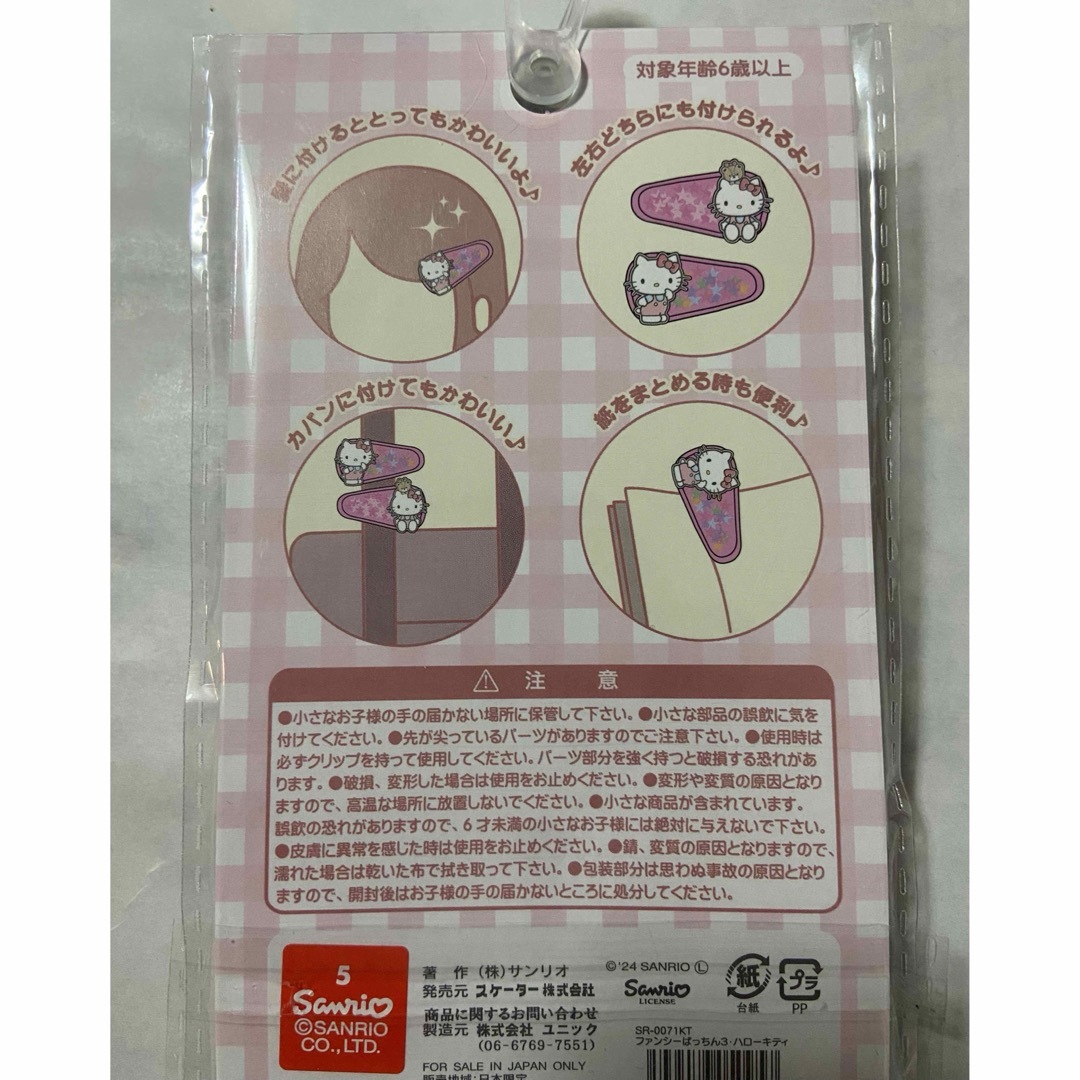 対象年齢6歳以上
髪に付けるととってもかわいいよ♪
左右どちらにも付けられるよ♪
カバンに付けてもかわいい♪
紙をまとめる時も便利♪
⚠ 注 意
●小さなお子様の手の届かない場所に保管して下さい。●小さな部品の誤飲に気を
付けてください。●先が尖っているパーツがありますのでご注意下さい。●使用時は
必ずクリップを持って使用してください。パーツ部分を強く持つと破損する恐れがあり
ます。●破損、変形した場合は使用をお止めください。●変形や変質の原因となり
ますので、高温な場所に放置しないでください。●小さな商品が含まれています。
誤飲の恐れがありますので、6才未満の小さなお子様には絶対に与えないで下さい。
●皮膚に異常を感じた時は使用をお止めください。●錆、変質の原因となりますので、
濡れた場合は乾いた布で拭き取って下さい。●包装部分は思わぬ事故の原因となり
ますので、開封後はお子様の手の届かないところに処分してください。
5
Sanrio
©SANRIO
CO.,LTD.
著 作 (株)サンリオ
発売元 スケーター株式会社
商品に関するお問い合わせ
製造元 株式会社 ユニック
(06-6769-7551)
FOR SALE IN JAPAN ONLY
販売地域:日本限定
©'24 SANRIO Ⓛ
Sanrio
LICENSE
紙
台紙
プラ
PP
SR-0071KT
ファンシーぱっちん3・ハローキティ